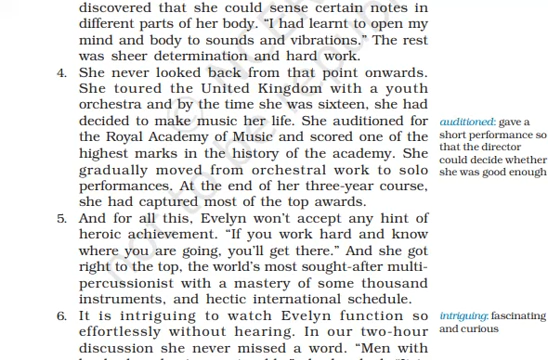 discovered that she could sense certain notes in
different parts of her body. “I had learnt to open my
mind and body to sounds and vibrations.” The rest
was sheer determination and hard work.
4. She never looked back from that point onwards.
She toured the United Kingdom with a youth
orchestra and by the time she was sixteen, she had
decided to make music her life. She auditioned for
the Royal Academy of Music and scored one of the
highest marks in the history of the academy. She
gradually moved from orchestral work to solo
performances. At the end of her three-year course,
she had captured most of the top awards.
auditioned: gave a
short performance so
that the director
could decide whether
she was good enough
5. And for all this, Evelyn won’t accept any hint of
heroic achievement. “If you work hard and know
where you are going, you’ll get there.” And she got
right to the top, the world’s most sought-after multi-
percussionist with a mastery of some thousand
instruments, and hectic international schedule.
6. It is intriguing to watch Evelyn function so
effortlessly without hearing. In our two-hour
discussion she never missed a word. “Men with
intriguing: fascinating
and curious